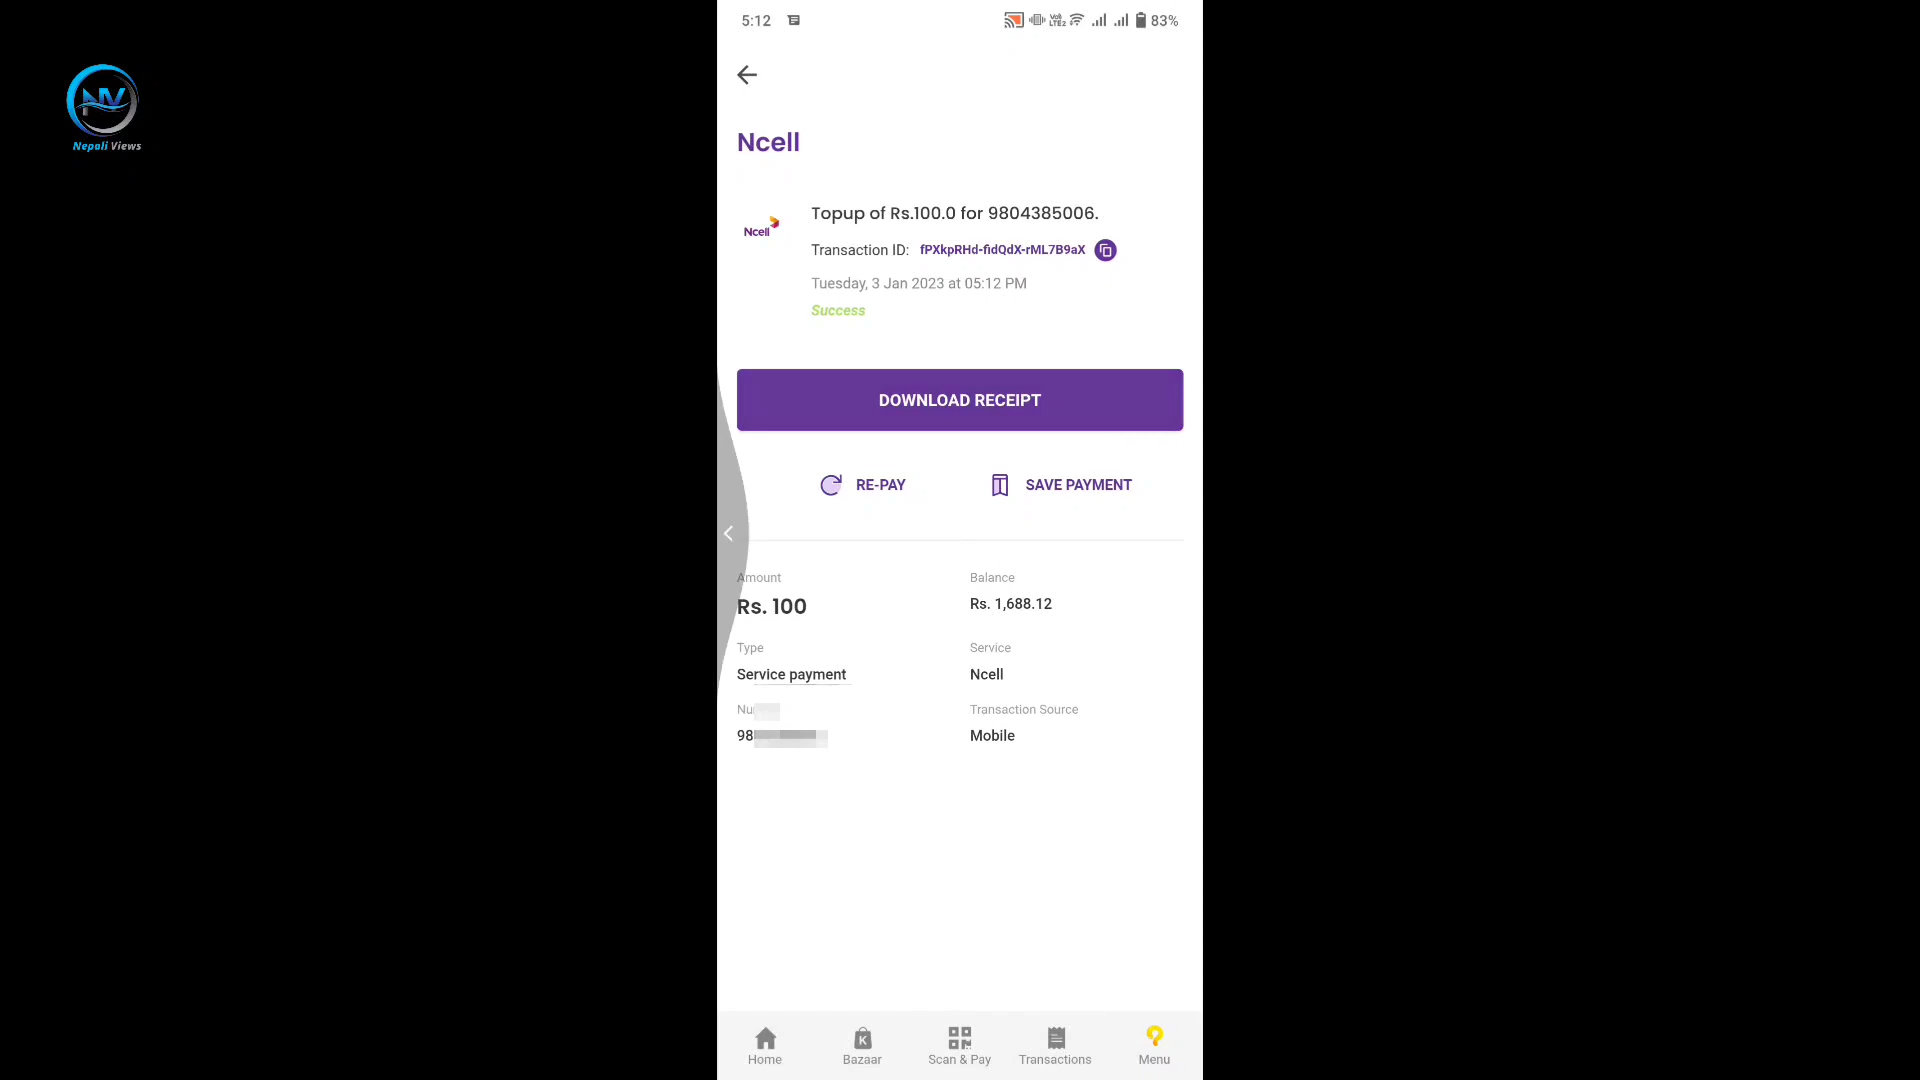 5:12
83%
Nepali Views
Ncell
Ncell
Topup of Rs.100.0 for 9804385006.
Transaction ID: fPXkpRHd-fidQdX-rML7B9aX
Tuesday, 3 Jan 2023 at 05:12 PM
Success
DOWNLOAD RECEIPT
RE-PAY
SAVE PAYMENT
Amount
Balance
Rs. 100
Rs. 1,688.12
Type
Service
Service payment
Ncell
Transaction Source
98
Mobile
Home
Bazaar
Scan & Pay
Transactions
Menu